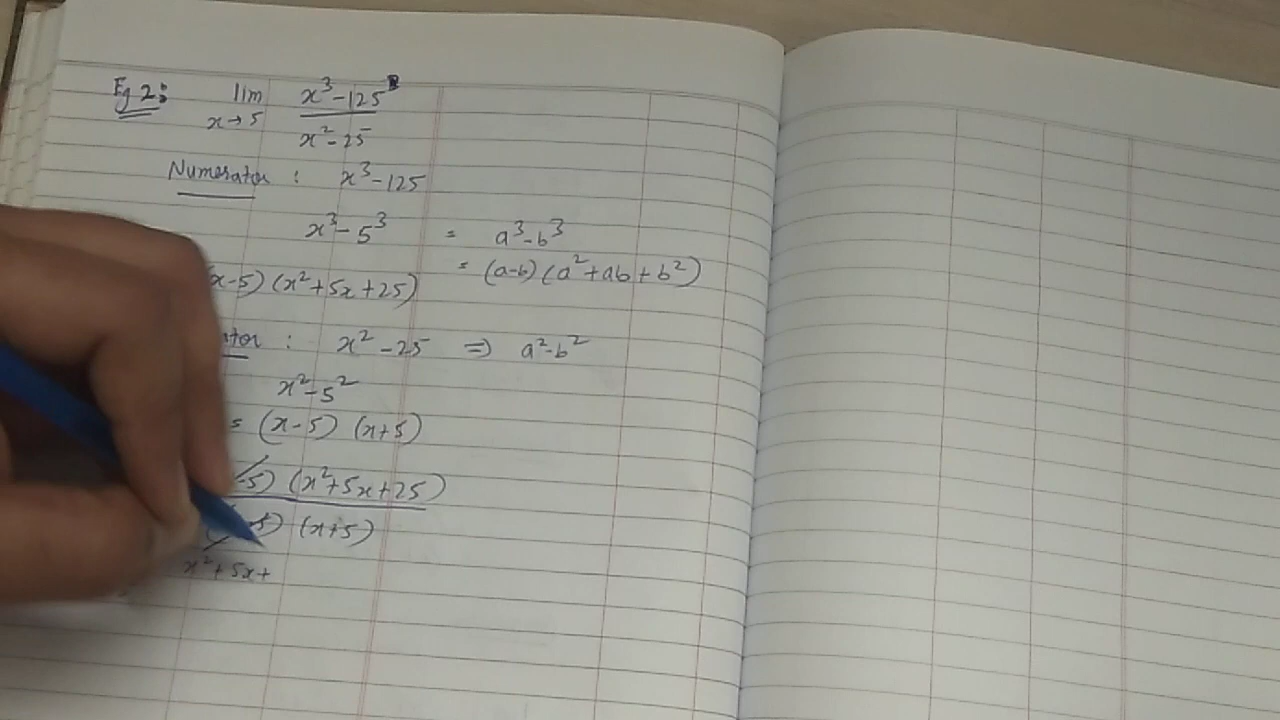 Eg 2: lim x→5 x³-125 / x²-25
Numerator : x³-125
x³-5³ = a³-b³
= (a-b) (a²+ab+b²)
x-5) (x²+5x+25)
: x²-25 ⇒ a²-b²
x²-5²
= (x-5) (x+5)
5) (x²+5x+25)
5) (x+5)
x²+5x+